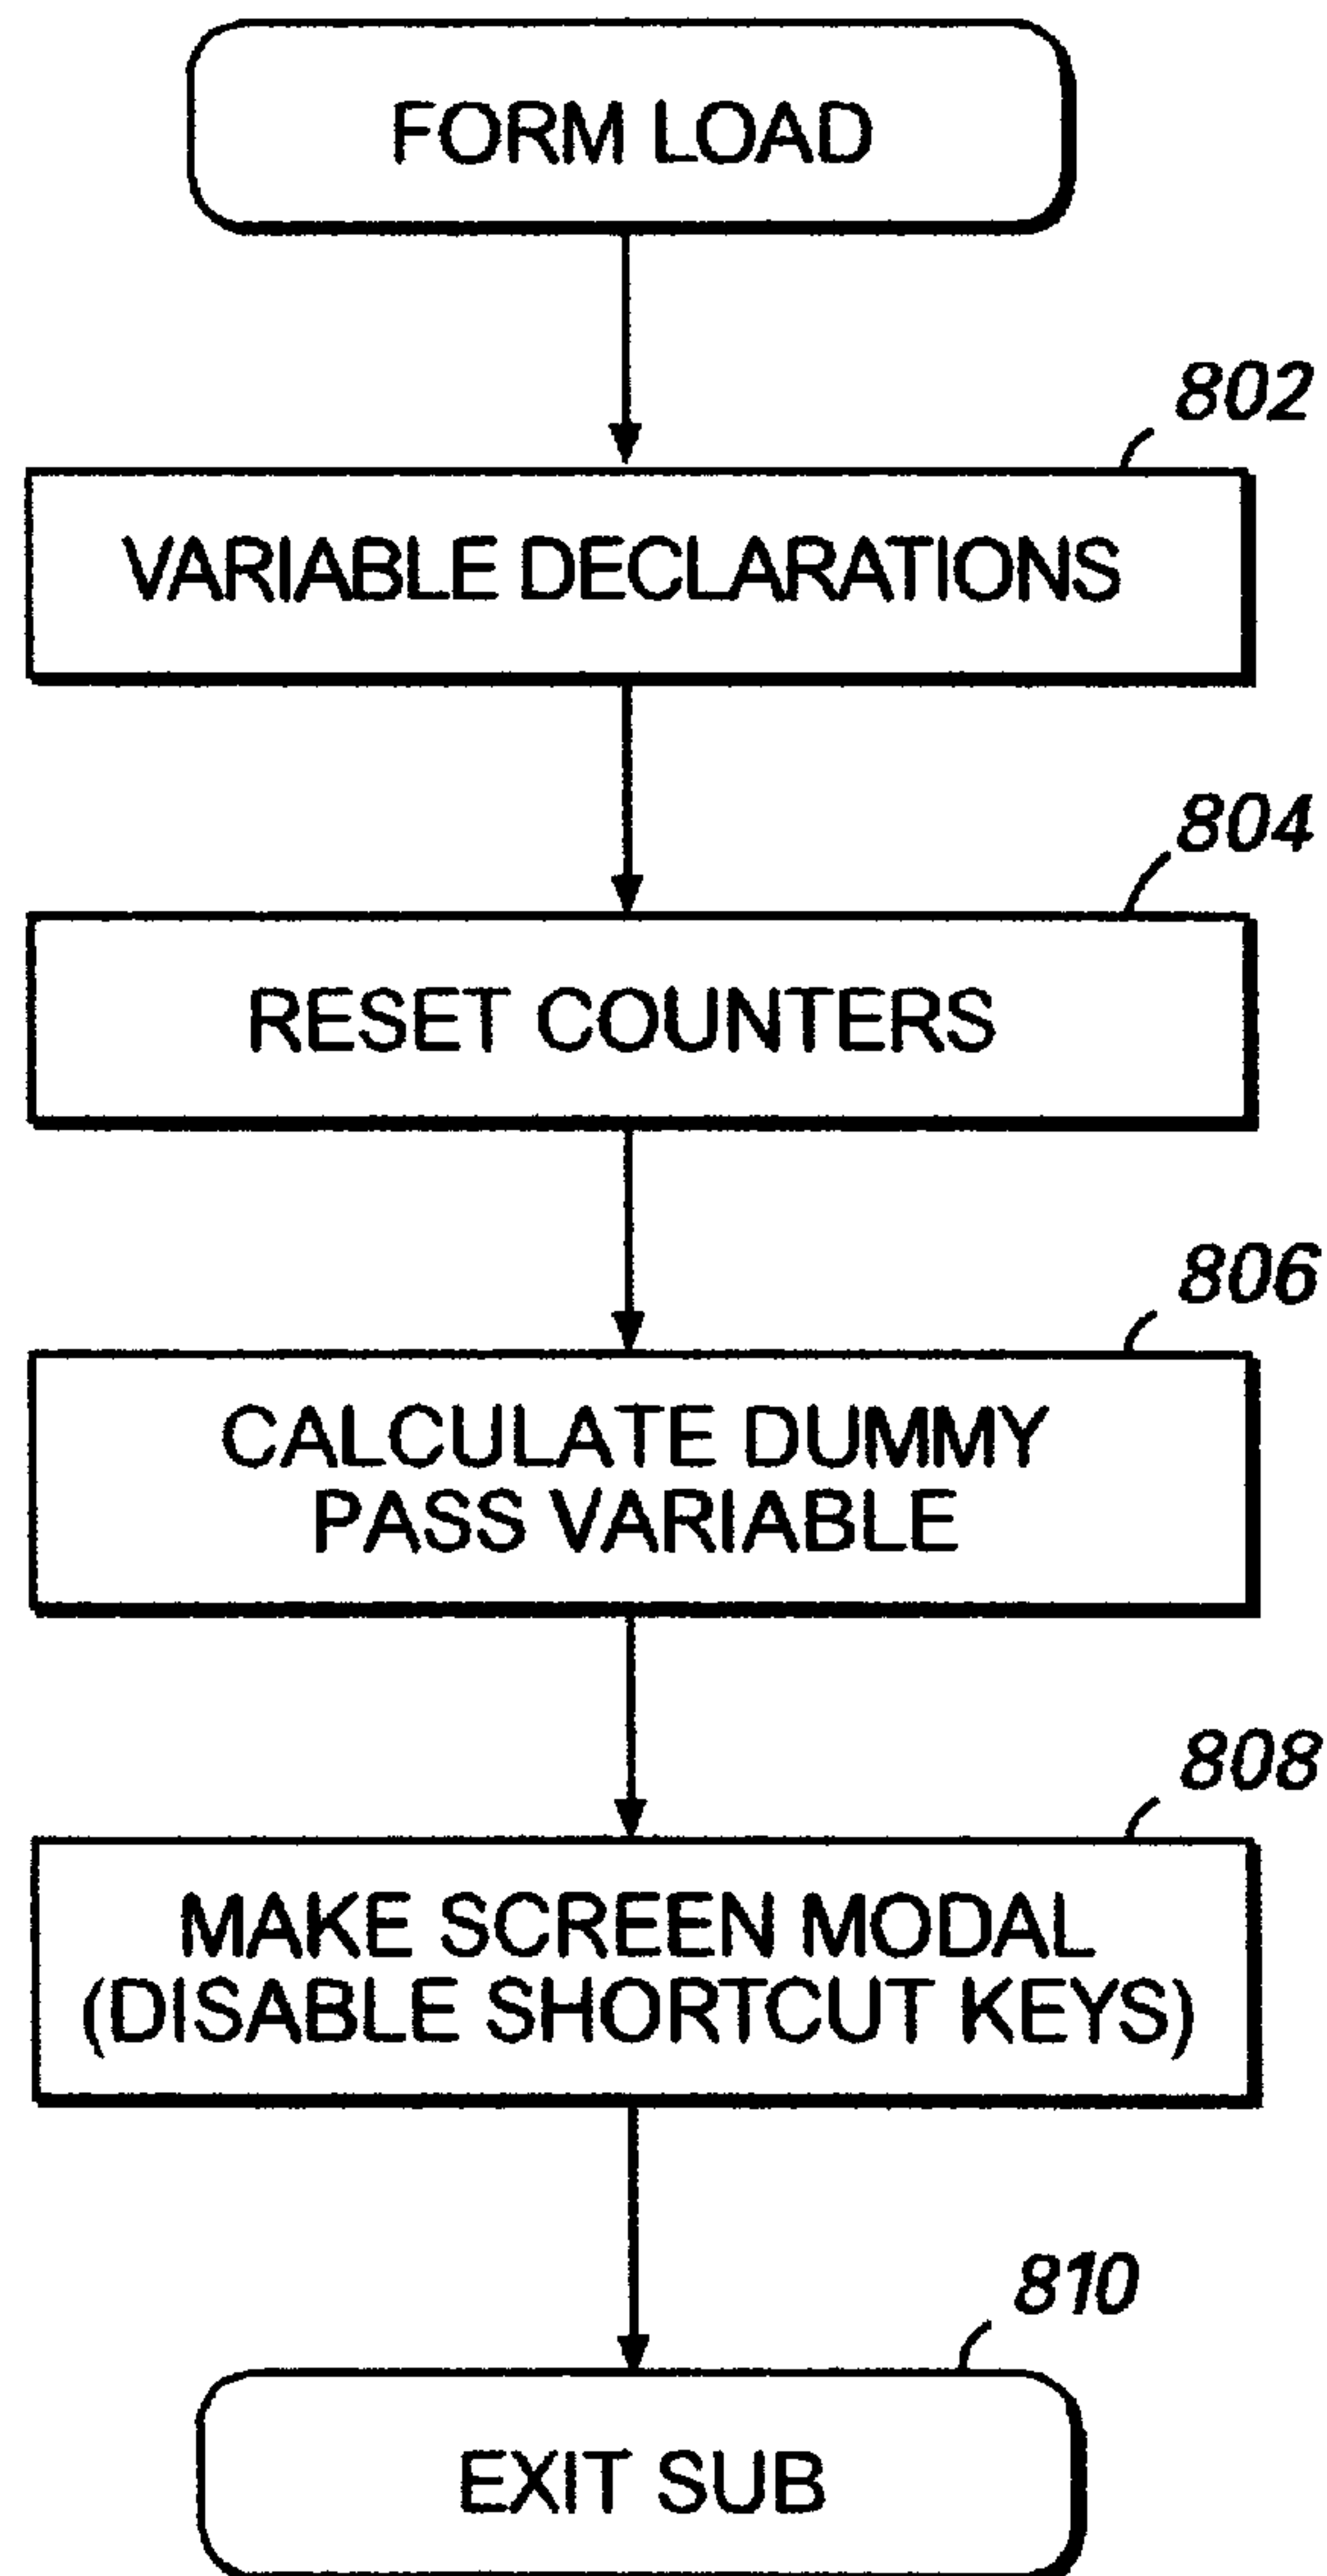 FORM LOAD
802
VARIABLE DECLARATIONS
804
RESET COUNTERS
806
CALCULATE DUMMY
PASS VARIABLE
808
MAKE SCREEN MODAL
(DISABLE SHORTCUT KEYS)
810
EXIT SUB